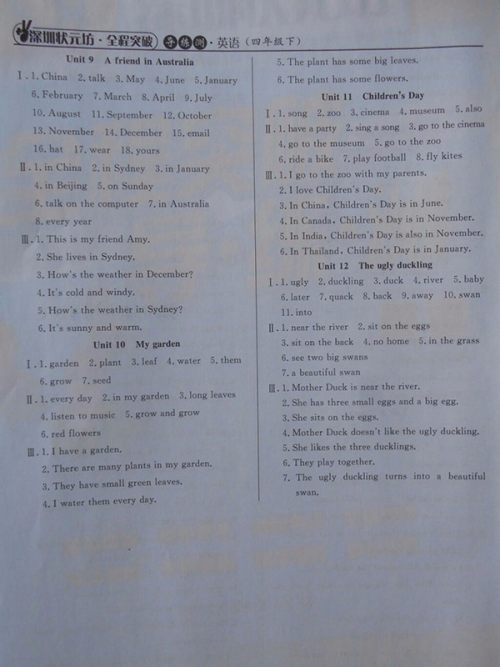 深圳状元坊·全程突破 导练测·英语(四年级下)
Unit 9 A friend in Australia
Ⅰ.1. China 2. talk 3. May 4. June 5. January
6. February 7. March 8. April 9. July
10. August 11. September 12. October
13. November 14. December 15. email
16. hat 17. wear 18. yours
Ⅱ.1. in China 2. in Sydney 3. in January
4. in Beijing 5. on Sunday
6. talk on the computer 7. in Australia
8. every year
Ⅲ.1. This is my friend Amy.
2. She lives in Sydney.
3. How's the weather in December?
4. It's cold and windy.
5. How's the weather in Sydney?
6. It's sunny and warm.
Unit 10 My garden
Ⅰ.1. garden 2. plant 3. leaf 4. water 5. them
6. grow 7. seed
Ⅱ.1. every day 2. in my garden 3. long leaves
4. listen to music 5. grow and grow
6. red flowers
Ⅲ.1. I have a garden.
2. There are many plants in my garden.
3. They have small green leaves.
4. I water them every day.
5. The plant has some big leaves.
6. The plant has some flowers.
Unit 11 Children's Day
Ⅰ.1. song 2. zoo 3. cinema 4. museum 5. also
Ⅱ.1. have a party 2. sing a song 3. go to the cinema
4. go to the museum 5. go to the zoo
6. ride a bike 7. play football 8. fly kites
Ⅲ.1. I go to the zoo with my parents.
2. I love Children's Day.
3. In China, Children's Day is in June.
4. In Canada, Children's Day is in November.
5. In India, Children's Day is also in November.
6. In Thailand, Children's Day is in January.
Unit 12 The ugly duckling
Ⅰ.1. ugly 2. duckling 3. duck 4. river 5. baby
6. later 7. quack 8. back 9. away 10. swan
11. into
Ⅱ.1. near the river 2. sit on the eggs
3. sit on the back 4. no home 5. in the grass
6. see two big swans
7. a beautiful swan
Ⅲ.1. Mother Duck is near the river.
2. She has three small eggs and a big egg.
3. She sits on the eggs.
4. Mother Duck doesn't like the ugly duckling.
5. She likes the three ducklings.
6. They play together.
7. The ugly duckling turns into a beautiful
swan.